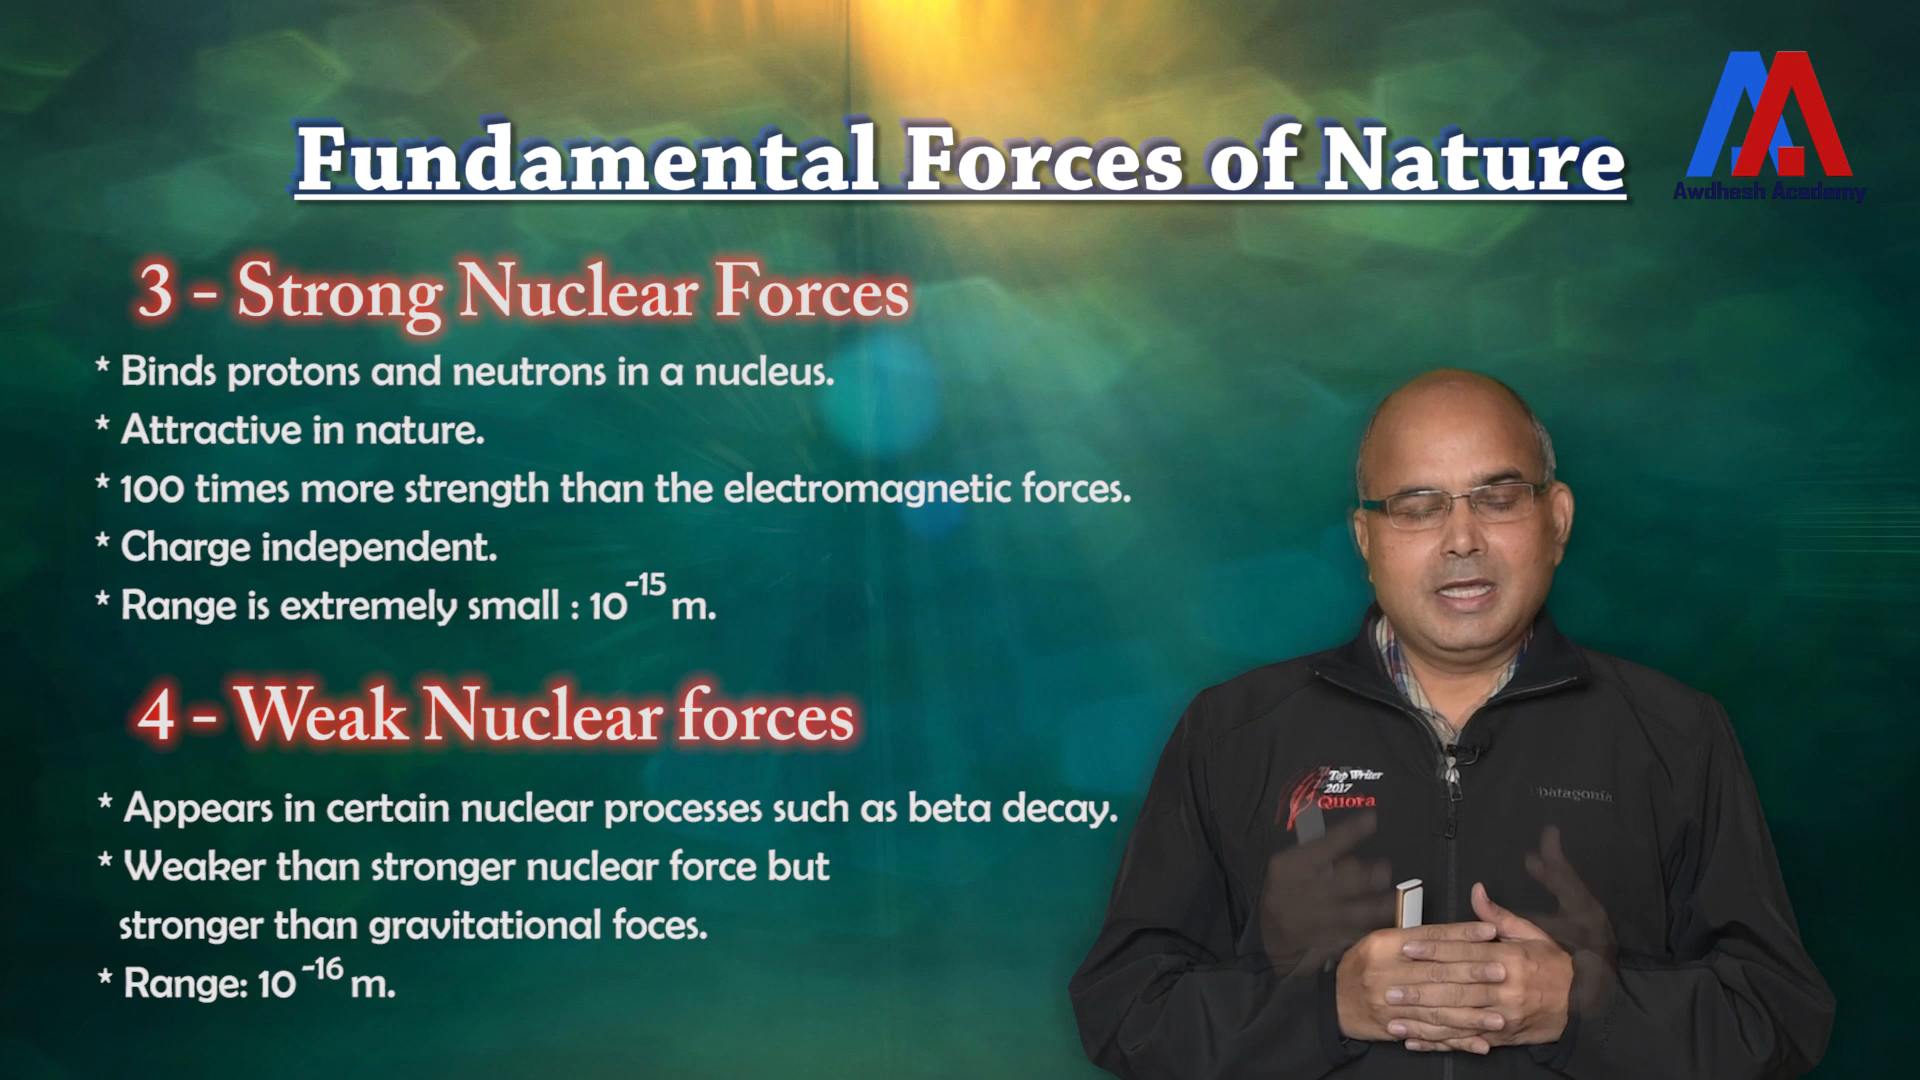 Fundamental Forces of Nature
Awdhesh Academy
3 - Strong Nuclear Forces
* Binds protons and neutrons in a nucleus.
* Attractive in nature.
* 100 times more strength than the electromagnetic forces.
* Charge independent.
* Range is extremely small : 10⁻¹⁵ m.
4 - Weak Nuclear forces
* Appears in certain nuclear processes such as beta decay.
* Weaker than stronger nuclear force but
stronger than gravitational foces.
* Range: 10⁻¹⁶ m.
Top Writer
2017
Quora
patagonia